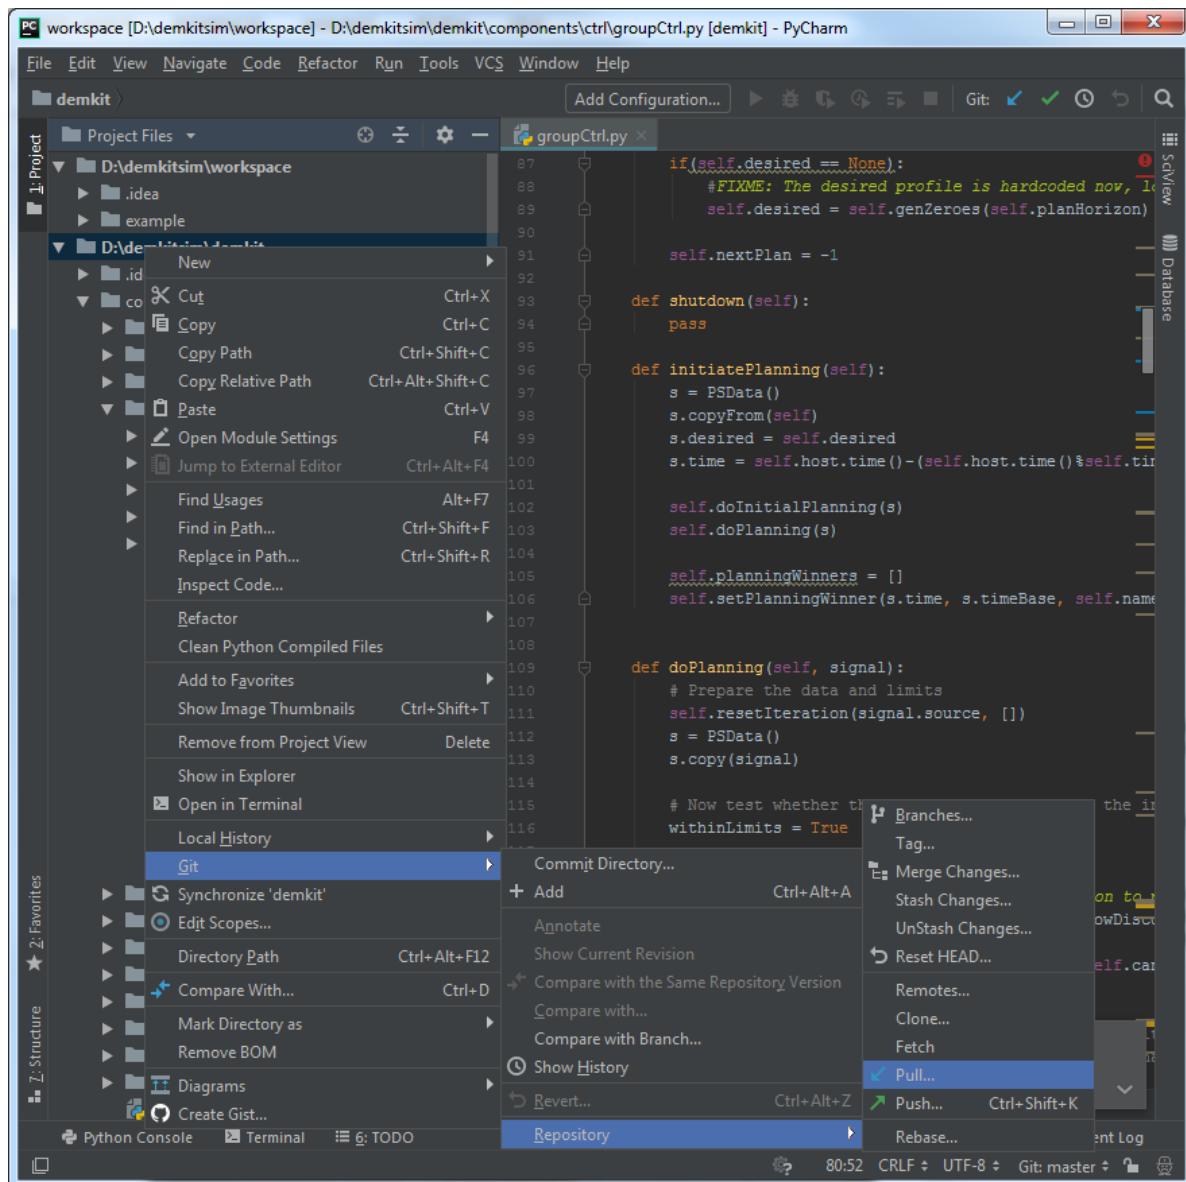 workspace [D:\demkitsim\workspace] - D:\demkitsim\demkit\components\ctrl\groupCtrl.py [demkit] - PyCharm
File Edit View Navigate Code Refactor Run Tools VCS Window Help
demkit
Add Configuration...
Git:
Project Files
groupCtrl.py
1: Project
D:\demkitsim\workspace
.idea
example
D:\demkitsim\demkit
.id
co
New
Cut Ctrl+X
Copy Ctrl+C
Copy Path Ctrl+Shift+C
Copy Relative Path Ctrl+Alt+Shift+C
Paste Ctrl+V
Open Module Settings F4
Jump to External Editor Ctrl+Alt+F4
Find Usages Alt+F7
Find in Path... Ctrl+Shift+F
Replace in Path... Ctrl+Shift+R
Inspect Code...
Refactor
Clean Python Compiled Files
Add to Favorites
Show Image Thumbnails Ctrl+Shift+T
Remove from Project View Delete
Show in Explorer
Open in Terminal
Local History
Git
Synchronize 'demkit'
Edit Scopes...
Directory Path Ctrl+Alt+F12
Compare With... Ctrl+D
Mark Directory as
Remove BOM
Diagrams
Create Gist...
87 if(self.desired == None):
88 #FIXME: The desired profile is hardcoded now, l
89 self.desired = self.genZeroes(self.planHorizon)
90
91 self.nextPlan = -1
92
93 def shutdown(self):
94 pass
95
96 def initiatePlanning(self):
97 s = PSData()
98 s.copyFrom(self)
99 s.desired = self.desired
100 s.time = self.host.time()-(self.host.time()%self.ti
101
102 self.doInitialPlanning(s)
103 self.doPlanning(s)
104
105 self.planningWinners = []
106 self.setPlanningWinner(s.time, s.timeBase, self.name
107
108
109 def doPlanning(self, signal):
110 # Prepare the data and limits
111 self.resetIteration(signal.source, [])
112 s = PSData()
113 s.copy(signal)
114
115 # Now test whether th the i
116 withinLimits = True
on to
owDisc
elf.car
Commit Directory...
Add Ctrl+Alt+A
Annotate
Show Current Revision
Compare with the Same Repository Version
Compare with...
Compare with Branch...
Show History
Revert... Ctrl+Alt+Z
Repository
Branches...
Tag...
Merge Changes...
Stash Changes...
UnStash Changes...
Reset HEAD...
Remotes...
Clone...
Fetch
Pull...
Push... Ctrl+Shift+K
Rebase...
SciView
Database
2: Favorites
7: Structure
Python Console Terminal 6: TODO
ent Log
80:52 CRLF UTF-8 Git: master